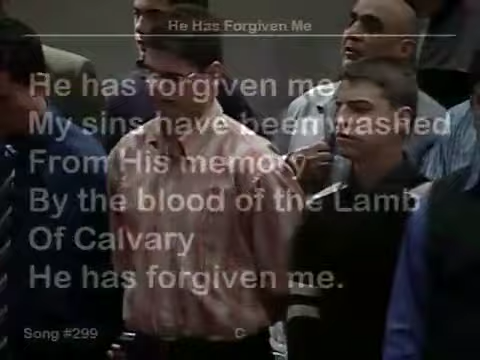 He Has Forgiven Me
He has forgiven me
My sins have been washed
From His memory
By the blood of the Lamb
Of Calvary
He has forgiven me.
Song #299 C